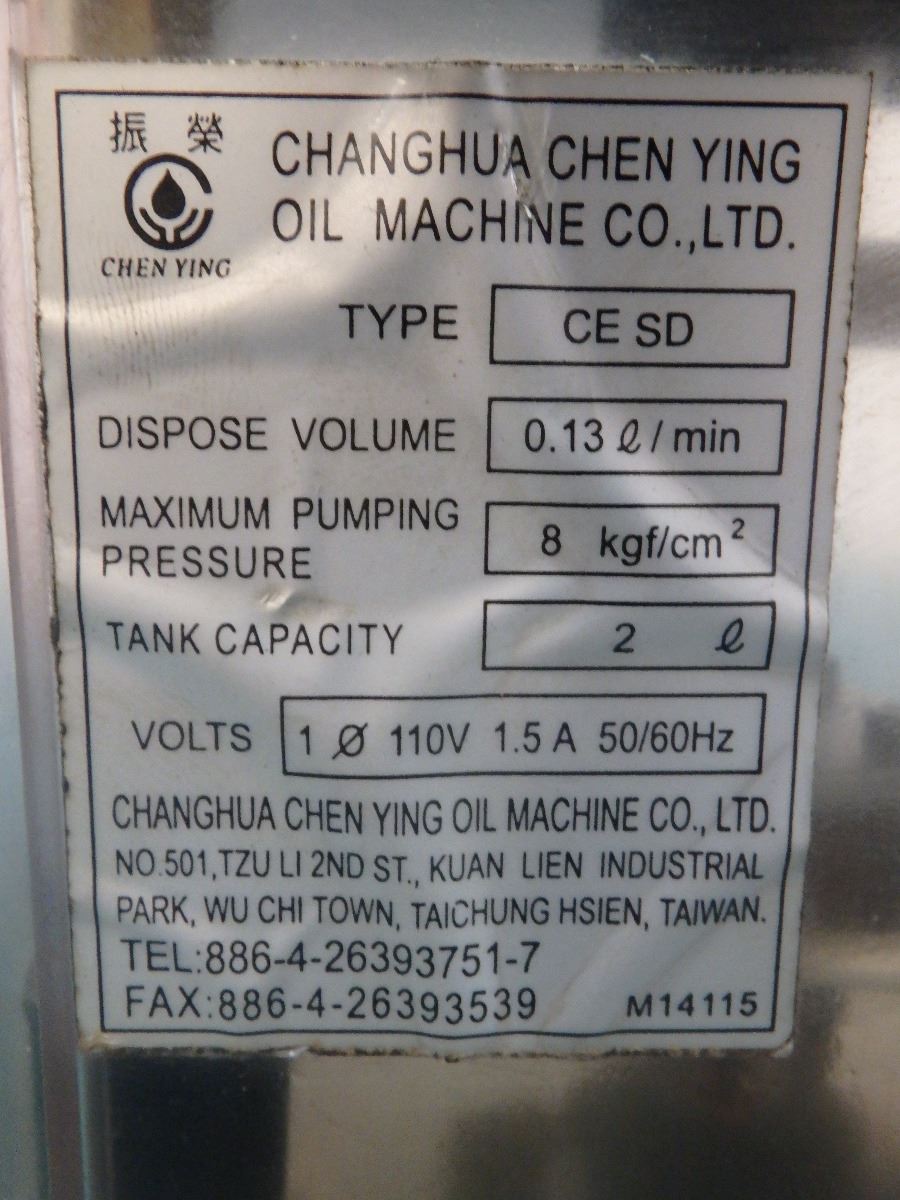 振 榮
CHEN YING
CHANGHUA CHEN YING
OIL MACHINE CO.,LTD.
TYPE CE SD
DISPOSE VOLUME 0.13 ℓ / min
MAXIMUM PUMPING
PRESSURE 8 kgf/cm²
TANK CAPACITY 2 ℓ
VOLTS 1 Ø 110V 1.5 A 50/60Hz
CHANGHUA CHEN YING OIL MACHINE CO., LTD.
NO.501,TZU LI 2ND ST., KUAN LIEN INDUSTRIAL
PARK, WU CHI TOWN, TAICHUNG HSIEN, TAIWAN.
TEL:886-4-26393751-7
FAX:886-4-26393539 M14115